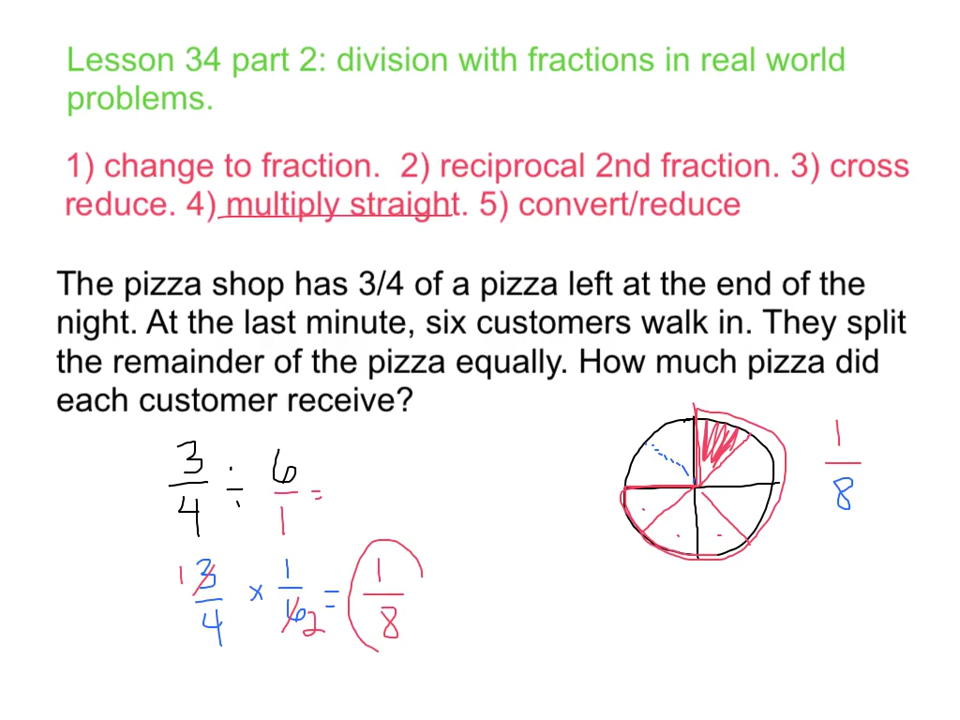 Lesson 34 part 2: division with fractions in real world
problems.
1) change to fraction.  2) reciprocal 2nd fraction. 3) cross
reduce. 4) multiply straight. 5) convert/reduce
The pizza shop has 3/4 of a pizza left at the end of the
night. At the last minute, six customers walk in. They split
the remainder of the pizza equally. How much pizza did
each customer receive?
3/4 ÷ 6/1 =
1 3/4 × 1/6 2 = 1/8
1/8